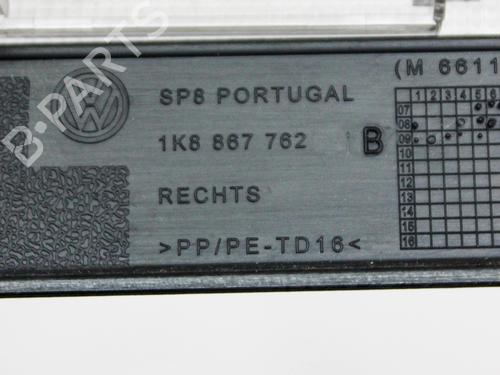 SP8 PORTUGAL
(M 6611
1K8 867 762 B
RECHTS
>PP/PE-TD16<
1 2 3 4 5 6
07
08
09
10
11
12
13
14
15
16
B-PARTS